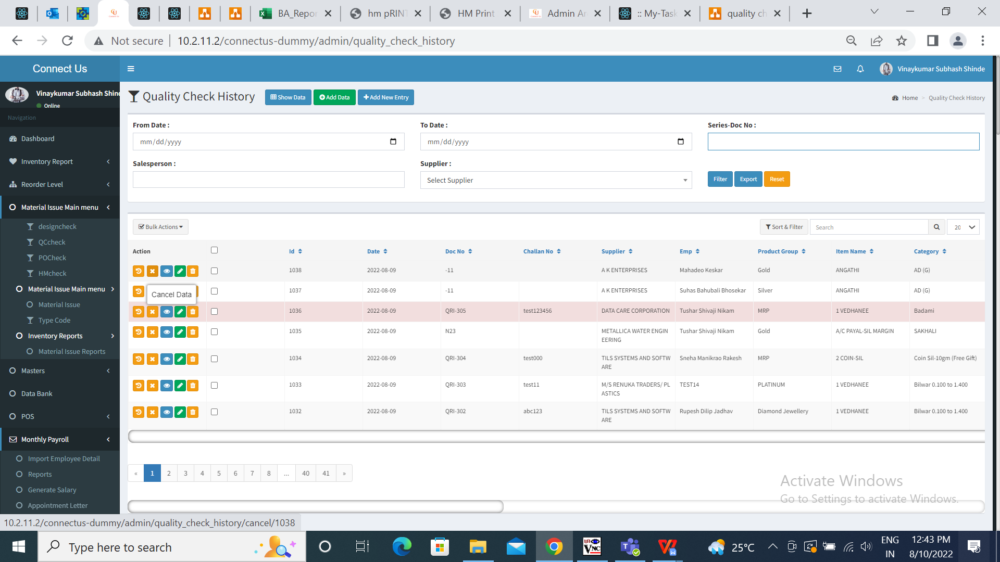 BA_Repor
hm pRINT
HM Print
Admin Ar
:: My-Task
quality ch
Not secure
10.2.11.2/connectus-dummy/admin/quality_check_history
Connect Us
Vinaykumar Subhash Shinde
Vinaykumar Subhash Shind
Online
Navigation
Dashboard
Inventory Report
Reorder Level
Material Issue Main menu
designcheck
QCcheck
POCheck
HMcheck
Material Issue Main menu
Material Issue
Type Code
Inventory Reports
Material Issue Reports
Masters
Data Bank
POS
Monthly Payroll
Import Employee Detail
Reports
Generate Salary
Appointment Letter
Quality Check History
Show Data
Add Data
Add New Entry
Home > Quality Check History
From Date :
To Date :
Series-Doc No :
mm/dd/yyyy
mm/dd/yyyy
Salesperson :
Supplier :
Select Supplier
Filter
Export
Reset
Bulk Actions
Sort & Filter
Search
20
Action Id Date Doc No Challan No Supplier Emp Product Group Item Name Category
1038 2022-08-09 -11 A K ENTERPRISES Mahadeo Keskar Gold ANGATHI AD (G)
1037 2022-08-09 -11 A K ENTERPRISES Suhas Bahubali Bhosekar Silver ANGATHI AD (G)
Cancel Data
1036 2022-08-09 QRI-305 test123456 DATA CARE CORPORATION Tushar Shivaji Nikam MRP 1 VEDHANEE Badami
1035 2022-08-09 N23 METALLICA WATER ENGIN Tushar Shivaji Nikam Gold A/C PAYAL-SIL MARGIN SAKHALI
EERING
1034 2022-08-09 QRI-304 test000 TILS SYSTEMS AND SOFTW Sneha Manikrao Rakesh MRP 2 COIN-SIL Coin Sil-10gm (Free Gift)
ARE
1033 2022-08-09 QRI-303 test11 M/S RENUKA TRADERS/ PL TEST14 PLATINUM 1 VEDHANEE Bilwar 0.100 to 1.400
ASTICS
1032 2022-08-09 QRI-302 abc123 TILS SYSTEMS AND SOFTW Rupesh Dilip Jadhav Diamond Jewellery 1 VEDHANEE Bilwar 0.100 to 1.400
ARE
« 1 2 3 4 5 6 7 8 ... 40 41 »
Activate Windows
Go to Settings to activate Windows.
10.2.11.2/connectus-dummy/admin/quality_check_history/cancel/1038
Type here to search
25°C
ENG
IN
12:43 PM
8/10/2022